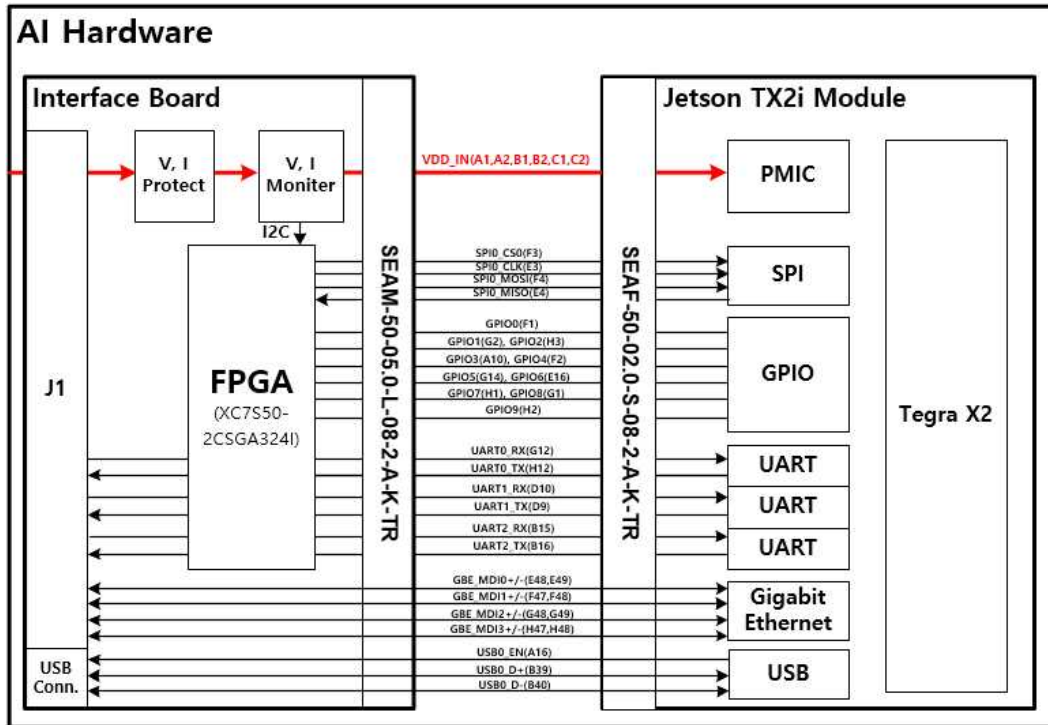 AI Hardware
Interface Board
Jetson TX2i Module
V, I
Protect
V, I
Moniter
VDD_IN(A1,A2,B1,B2,C1,C2)
PMIC
I2C
SPI0_CS0(F3)
SPI0_CLK(E3)
SPI0_MOSI(F4)
SPI0_MISO(E4)
SPI
GPIO0(F1)
GPIO1(G2), GPIO2(H3)
GPIO3(A10), GPIO4(F2)
GPIO5(G14), GPIO6(E16)
GPIO7(H1), GPIO8(G1)
GPIO9(H2)
GPIO
J1
FPGA
(XC7S50-
2CSGA324I)
SEAM-50-05.0-L-08-2-A-K-TR
SEAF-50-02.0-S-08-2-A-K-TR
Tegra X2
UART0_RX(G12)
UART0_TX(H12)
UART1_RX(D10)
UART1_TX(D9)
UART2_RX(B15)
UART2_TX(B16)
UART
UART
UART
GBE_MDI0+/-(E48,E49)
GBE_MDI1+/-(F47,F48)
GBE_MDI2+/-(G48,G49)
GBE_MDI3+/-(H47,H48)
Gigabit
Ethernet
USB
Conn.
USB0_EN(A16)
USB0_D+(B39)
USB0_D-(B40)
USB